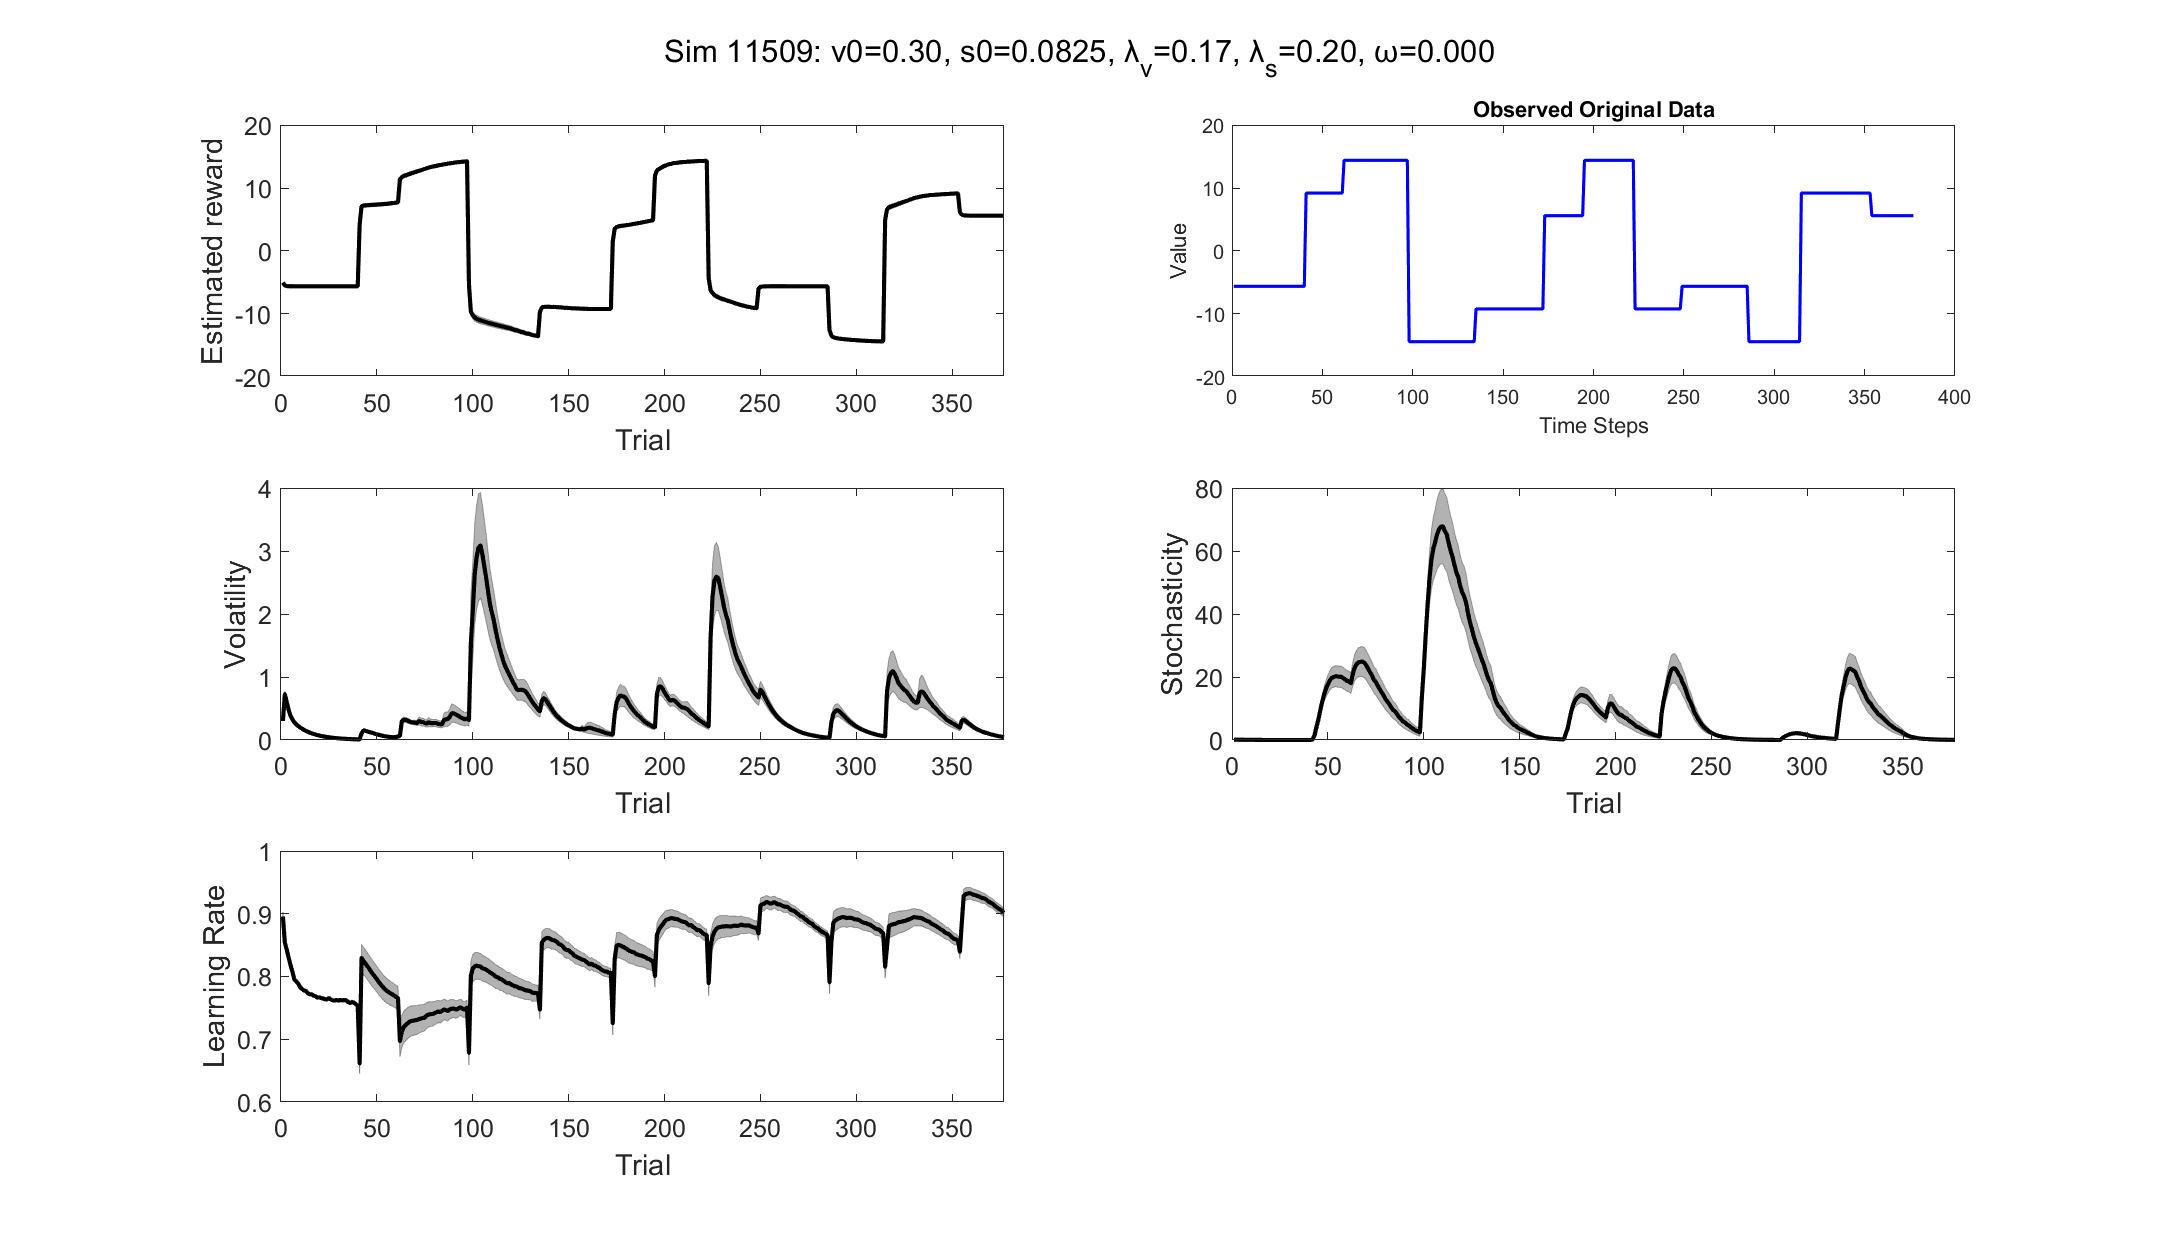 Sim 11509: v0=0.30, s0=0.0825, λv=0.17, λs=0.20, ω=0.000
Estimated reward
20
10
0
-10
-20
0 50 100 150 200 250 300 350
Trial
Observed Original Data
Value
20
10
0
-10
-20
0 50 100 150 200 250 300 350 400
Time Steps
Volatility
4
3
2
1
0
0 50 100 150 200 250 300 350
Trial
Stochasticity
80
60
40
20
0
0 50 100 150 200 250 300 350
Trial
Learning Rate
1
0.9
0.8
0.7
0.6
0 50 100 150 200 250 300 350
Trial